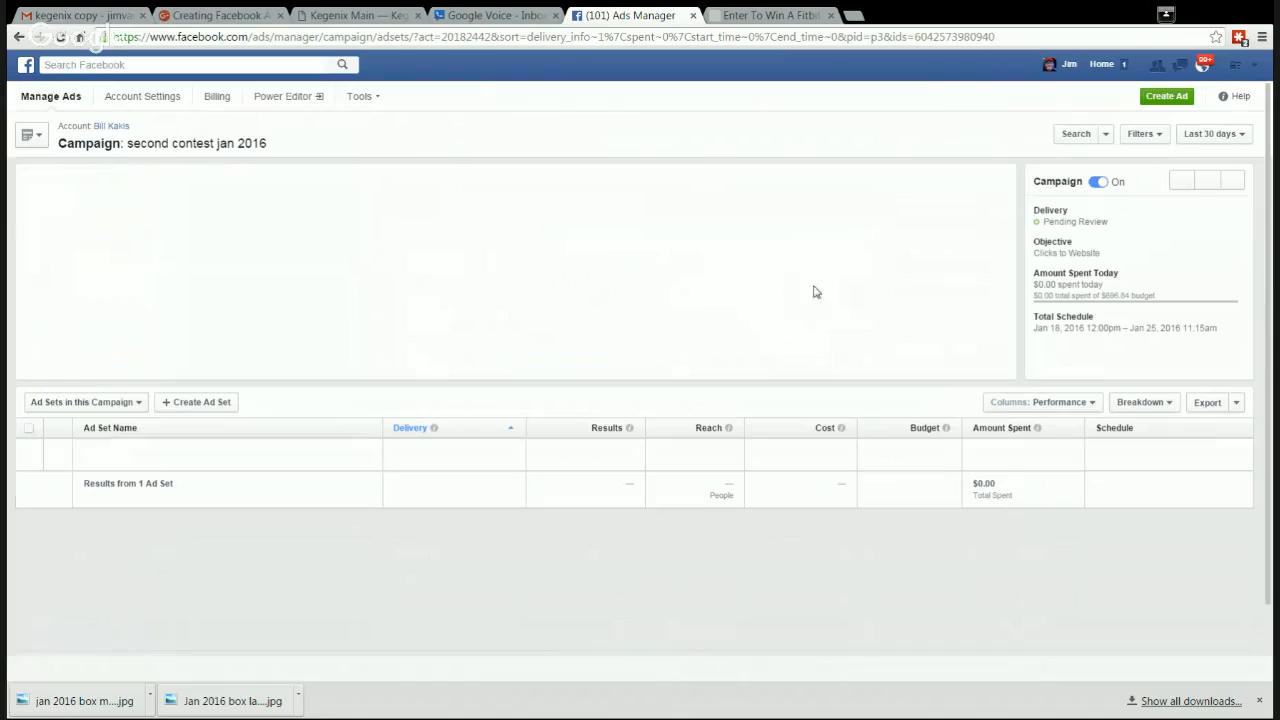 kegenix copy - jimva
Creating Facebook A
Kegenix Main — Keg
Google Voice - Inbo
(101) Ads Manager
Enter To Win A Fitbit
https://www.facebook.com/ads/manager/campaign/adsets/?act=20182442&sort=delivery_info~1%7Cspent~0%7Cstart_time~0%7Cend_time~0&pid=p3&ids=6042573980940
Search Facebook
Jim
Home 1
99+
Manage Ads
Account Settings
Billing
Power Editor
Tools
Create Ad
Help
Account: Bill Kakis
Campaign: second contest jan 2016
Search
Filters
Last 30 days
Campaign On
Delivery
Pending Review
Objective
Clicks to Website
Amount Spent Today
$0.00 spent today
$0.00 total spent of $696.84 budget
Total Schedule
Jan 18, 2016 12:00pm – Jan 25, 2016 11:15am
Ad Sets in this Campaign
+ Create Ad Set
Columns: Performance
Breakdown
Export
Ad Set Name
Delivery
Results
Reach
Cost
Budget
Amount Spent
Schedule
Results from 1 Ad Set
—
—
People
—
$0.00
Total Spent
jan 2016 box m....jpg
Jan 2016 box la....jpg
Show all downloads...